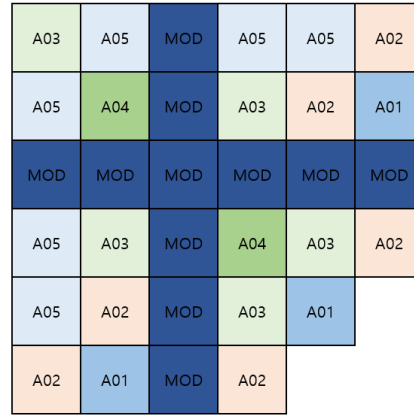 A03 A05 MOD A05 A05 A02
A05 A04 MOD A03 A02 A01
MOD MOD MOD MOD MOD MOD
A05 A03 MOD A04 A03 A02
A05 A02 MOD A03 A01
A02 A01 MOD A02